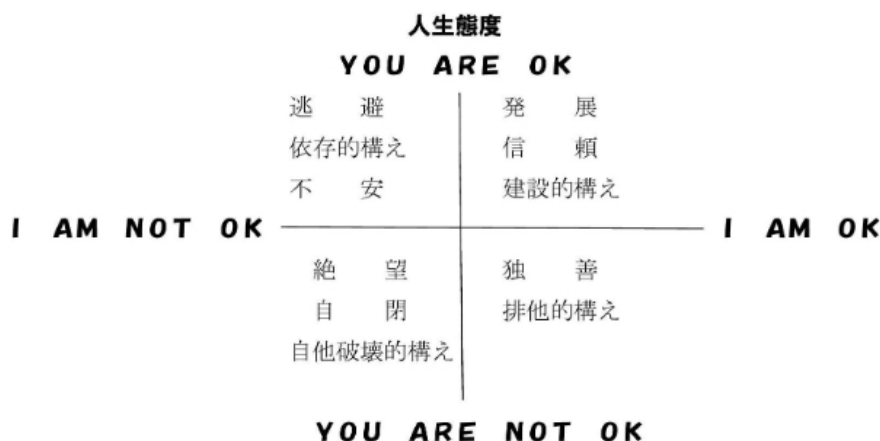 人生態度
YOU ARE OK
逃　避
依存的構え
不　安
発　展
信　頼
建設的構え
I AM NOT OK
I AM OK
絶　望
自　閉
自他破壊的構え
独　善
排他的構え
YOU ARE NOT OK